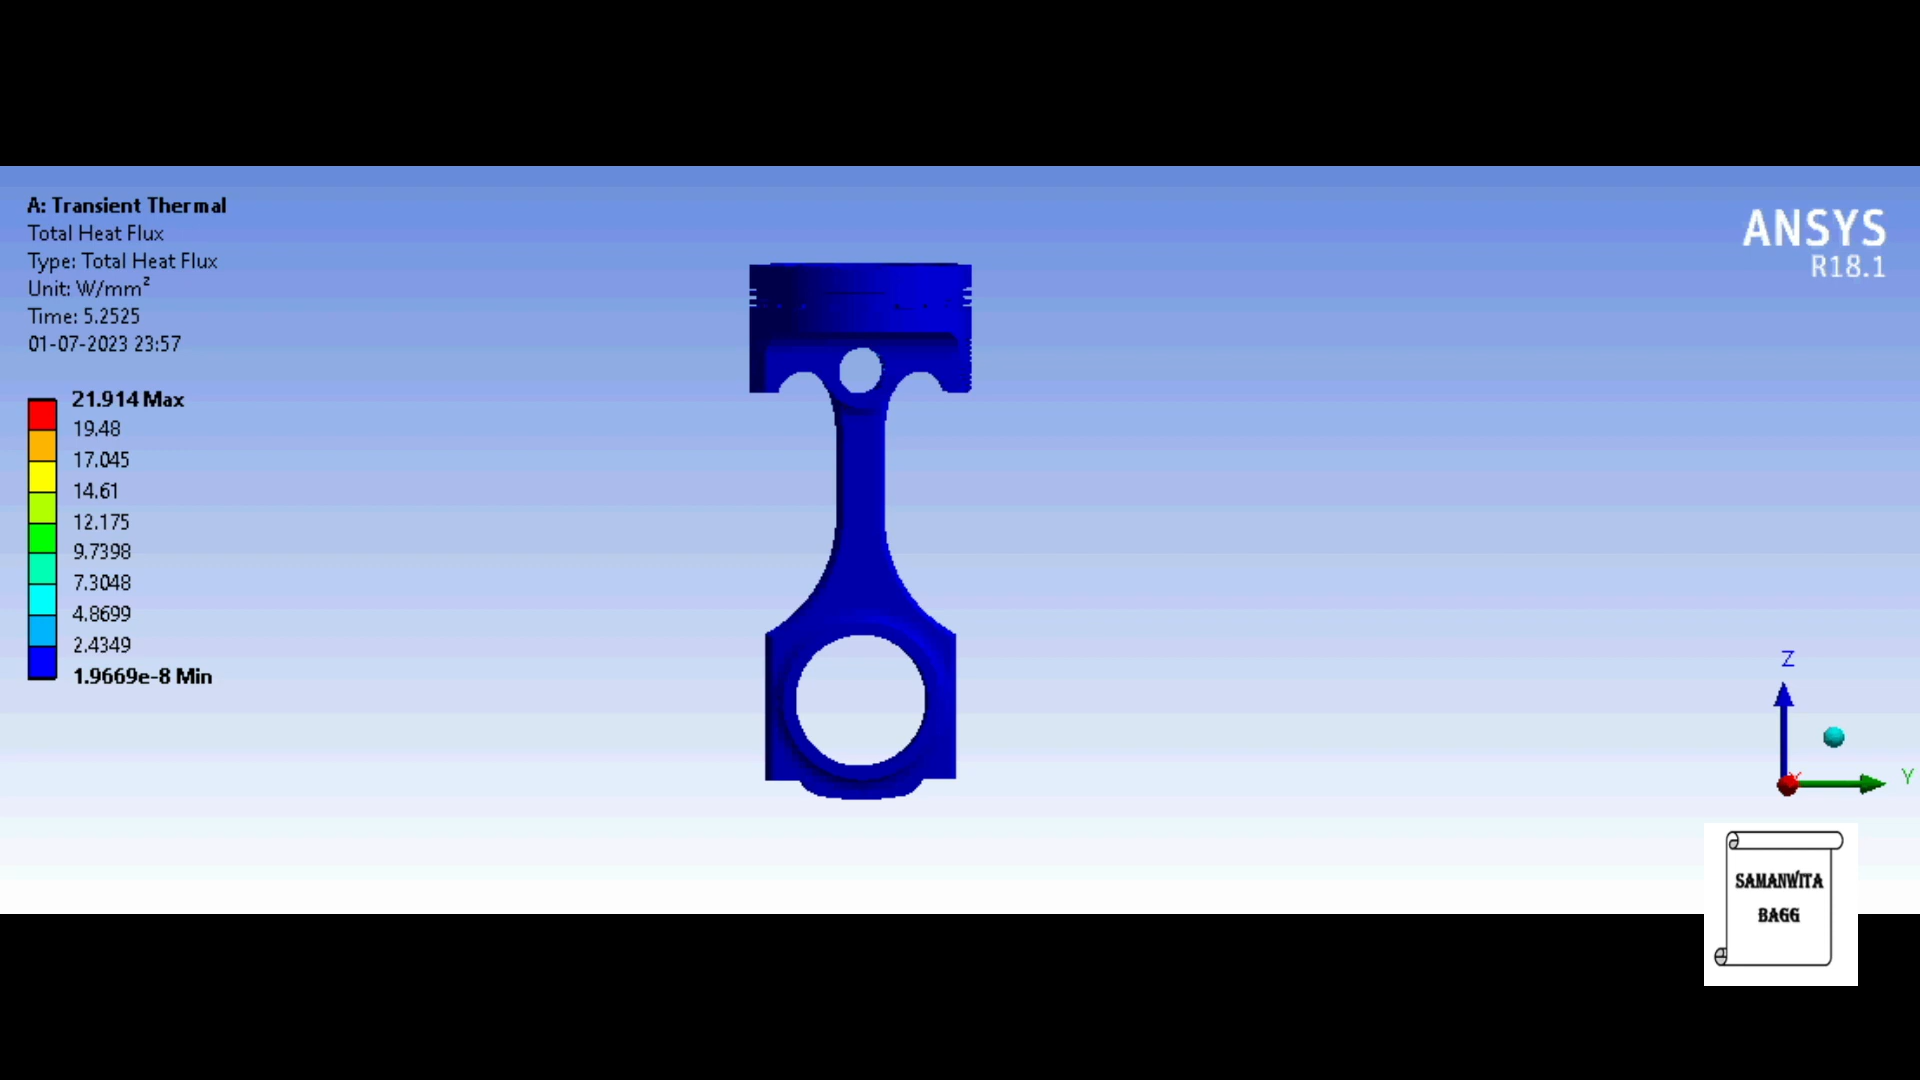 A: Transient Thermal
Total Heat Flux
Type: Total Heat Flux
Unit: W/mm²
Time: 5.2525
01-07-2023 23:57
21.914 Max
19.48
17.045
14.61
12.175
9.7398
7.3048
4.8699
2.4349
1.9669e-8 Min
ANSYS
R18.1
Z
Y
SAMANWITA
BAGG